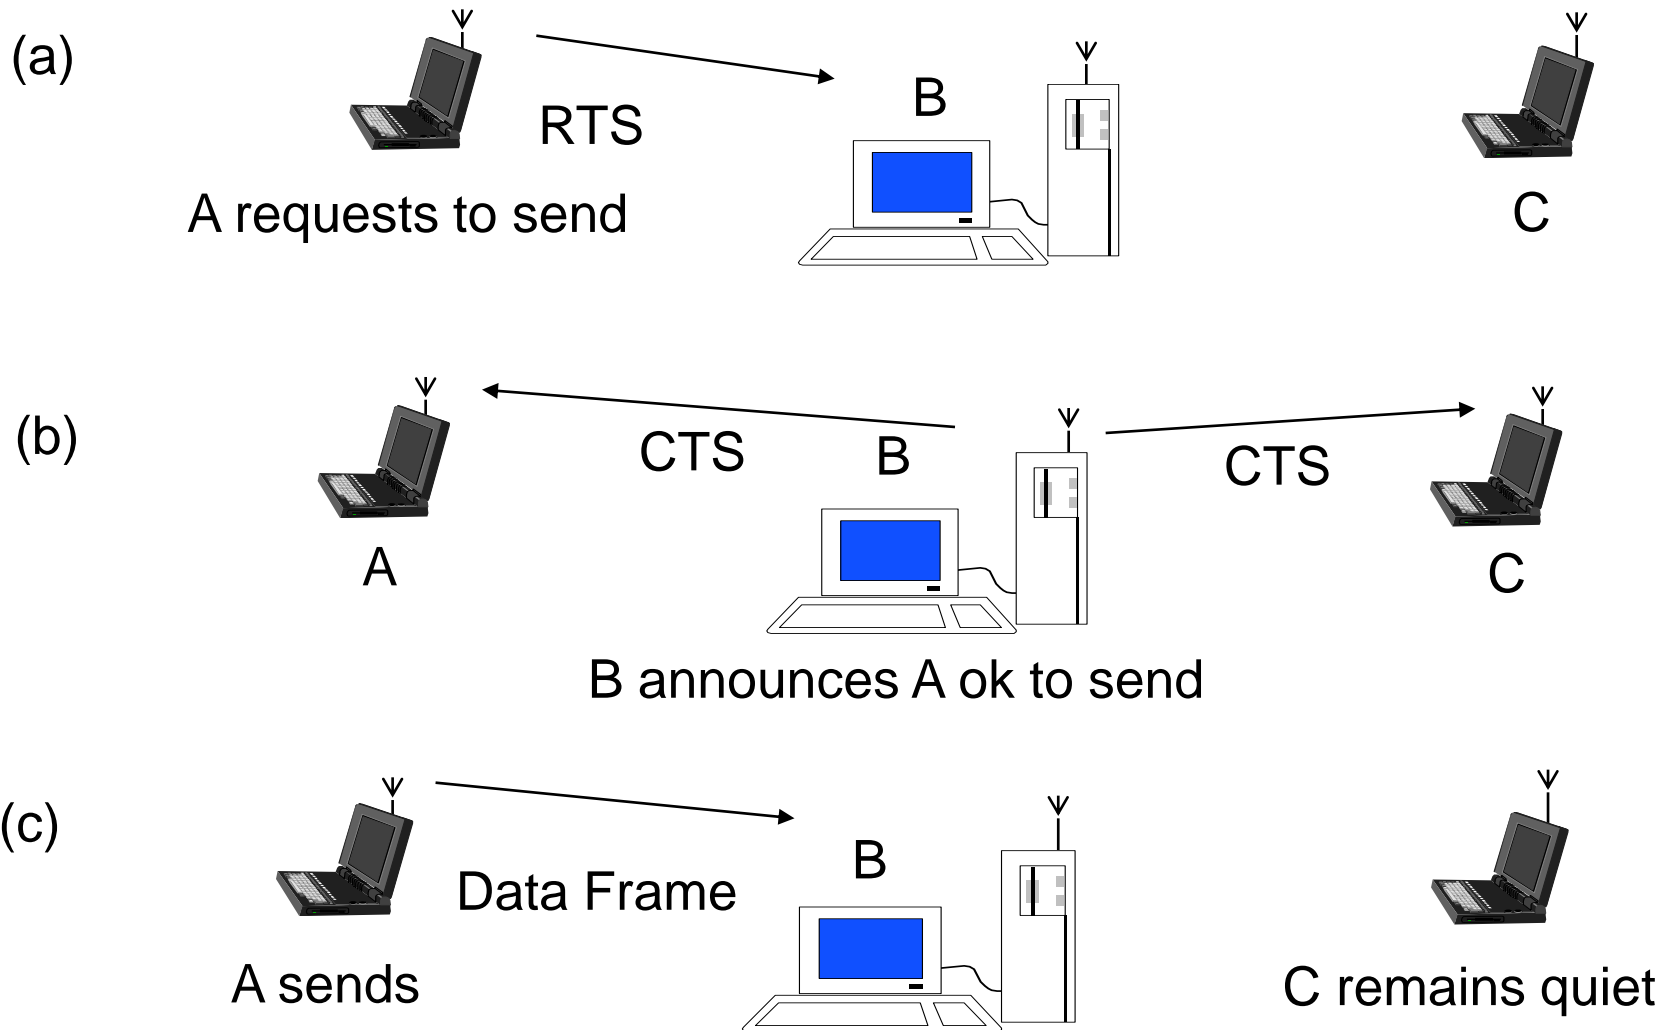 (a)
RTS
B
A requests to send
C
(b)
CTS
B
CTS
A
C
B announces A ok to send
(c)
B
Data Frame
A sends
C remains quiet